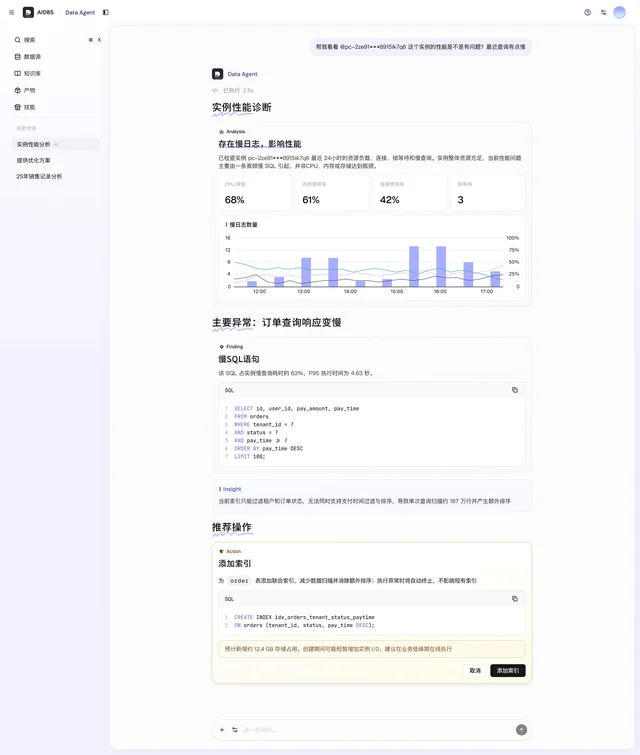 AIDBS
Data Agent
搜索
⌘ K
数据源
知识库
产物
技能
历史对话
实例性能分析
提供优化方案
25年销售记录分析
帮我看看 @pc-2ze91•••8915ik7q6 这个实例的性能是不是有问题？最近查询有点慢
Data Agent
已执行 2.5s
实例性能诊断
Analysis
存在慢日志，影响性能
已检查实例 pc-2ze91•••8915ik7q6 最近 24小时的资源负载、连接、锁等待和慢查询。实例整体资源充足，当前性能问题
主要由一条高频慢 SQL 引起，并非CPU、内存或存储达到瓶颈。
CPU 峰值
内存使用率
连接使用率
锁等待
68%
61%
42%
3
慢日志数量
16
12
8
4
0
100%
75%
50%
25%
0
12:00
13:00
14:00
15:00
16:00
17:00
主要异常：订单查询响应变慢
Finding
慢SQL语句
该 SQL 占实例慢查询耗时的 63%，P95 执行时间为 4.63 秒。
SQL
1 SELECT id, user_id, pay_amount, pay_time
2 FROM orders
3 WHERE tenant_id = ?
4 AND status = ?
5 AND pay_time ≥ ?
6 ORDER BY pay_time DESC
7 LIMIT 100;
Insight
当前索引只能过滤租户和订单状态，无法同时支持支付时间过滤与排序，导致单次查询扫描约 187 万行并产生额外排序
推荐操作
Action
添加索引
为 order 表添加联合索引，减少数据扫描并消除额外排序；执行异常时将自动终止，不影响现有索引
SQL
1 CREATE INDEX idx_orders_tenant_status_paytime
2 ON orders (tenant_id, status, pay_time DESC);
预计新增约 12.4 GB 存储占用，创建期间可能短暂增加实例 I/O，建议在业务低峰期在线执行
取消
添加索引
进一步询问...